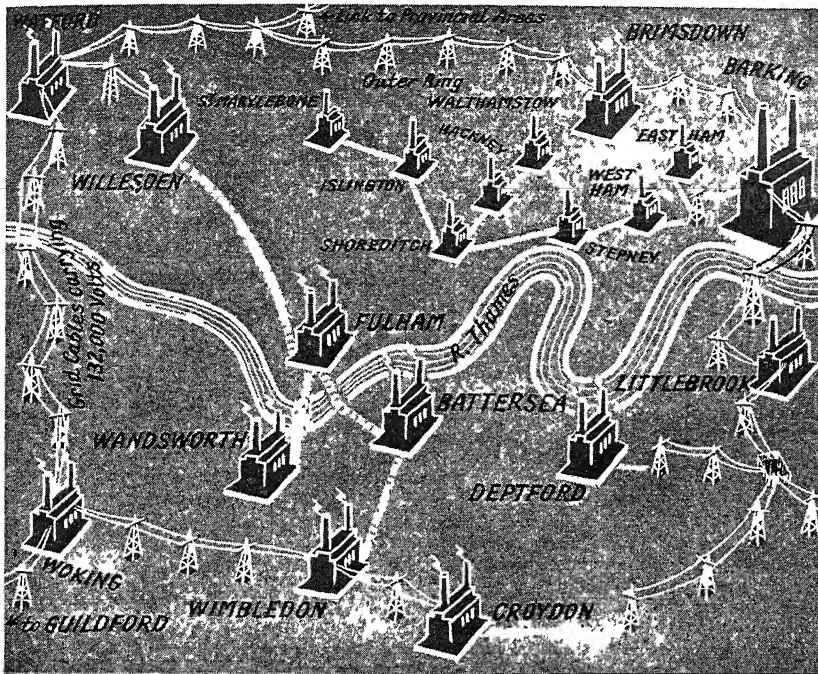 WATFORD
Link to Provincial Areas
BRIMSDOWN
BARKING
Outer Ring
St MARYLEBONE
WALTHAMSTOW
HACKNEY
EAST HAM
WILLESDEN
ISLINGTON
WEST
HAM
SHOREDITCH
STEPNEY
Grid Cables carrying
132,000 Volts
FULHAM
R. Thames
LITTLEBROOK
BATTERSEA
WANDSWORTH
DEPTFORD
WOKING
WIMBLEDON
CROYDON
to GUILDFORD